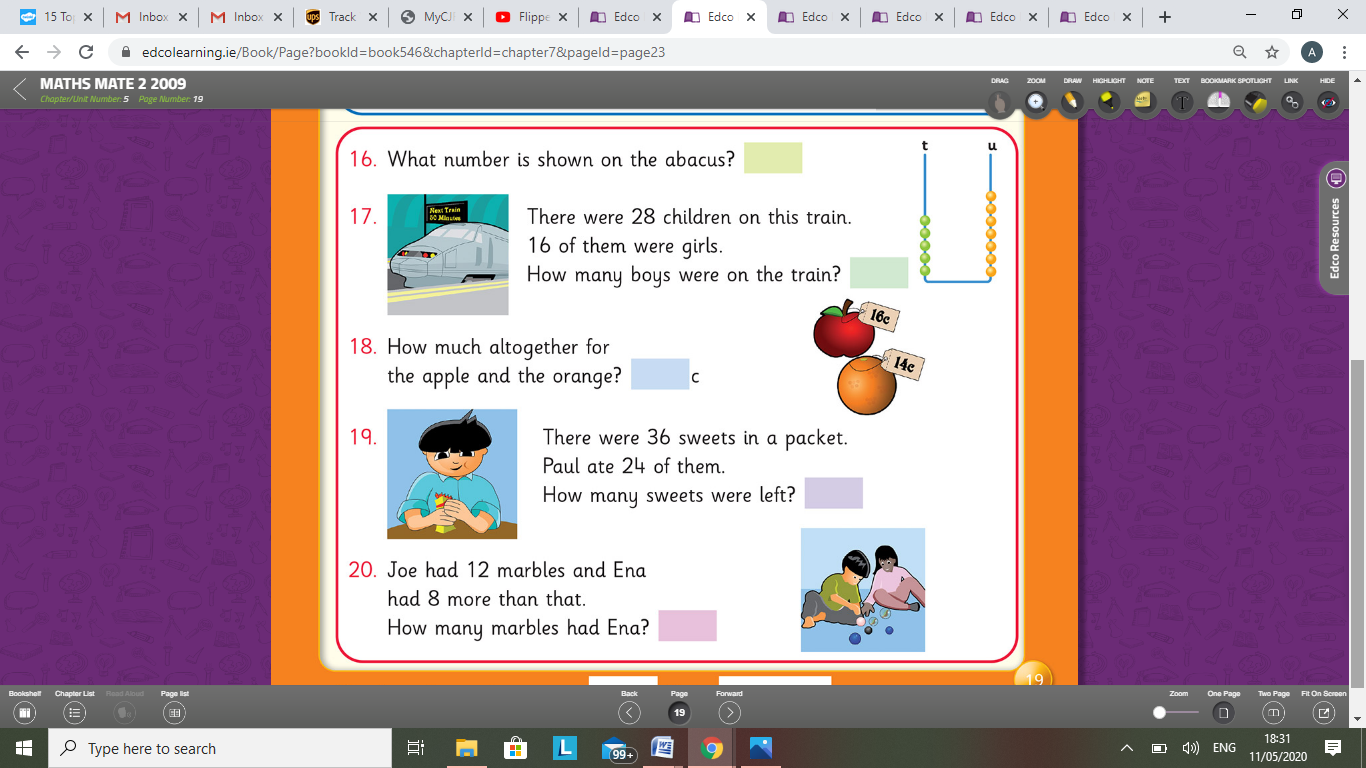 15 To
Inbox
Inbox
ups
Track
MyCJ
Flippe
Edco
Edco
Edco
Edco
Edco
Edco
edcolearning.ie/Book/Page?bookId=book546&chapterId=chapter7&pageId=page23
A
MATHS MATE 2 2009
Chapter/Unit Number: 5 Page Number: 19
DRAG ZOOM DRAW HIGHLIGHT NOTE TEXT BOOKMARK SPOTLIGHT LINK HIDE
Edco Resources
16. What number is shown on the abacus?
t u
17. There were 28 children on this train.
16 of them were girls.
How many boys were on the train?
Next Train
50 Minutes
18. How much altogether for
the apple and the orange? c
16c
14c
19. There were 36 sweets in a packet.
Paul ate 24 of them.
How many sweets were left?
20. Joe had 12 marbles and Ena
had 8 more than that.
How many marbles had Ena?
19
Bookshelf Chapter List Read Aloud Page list Back Page Forward Zoom One Page Two Page Fit On Screen
19
Type here to search
L
99+
ENG
18:31
11/05/2020